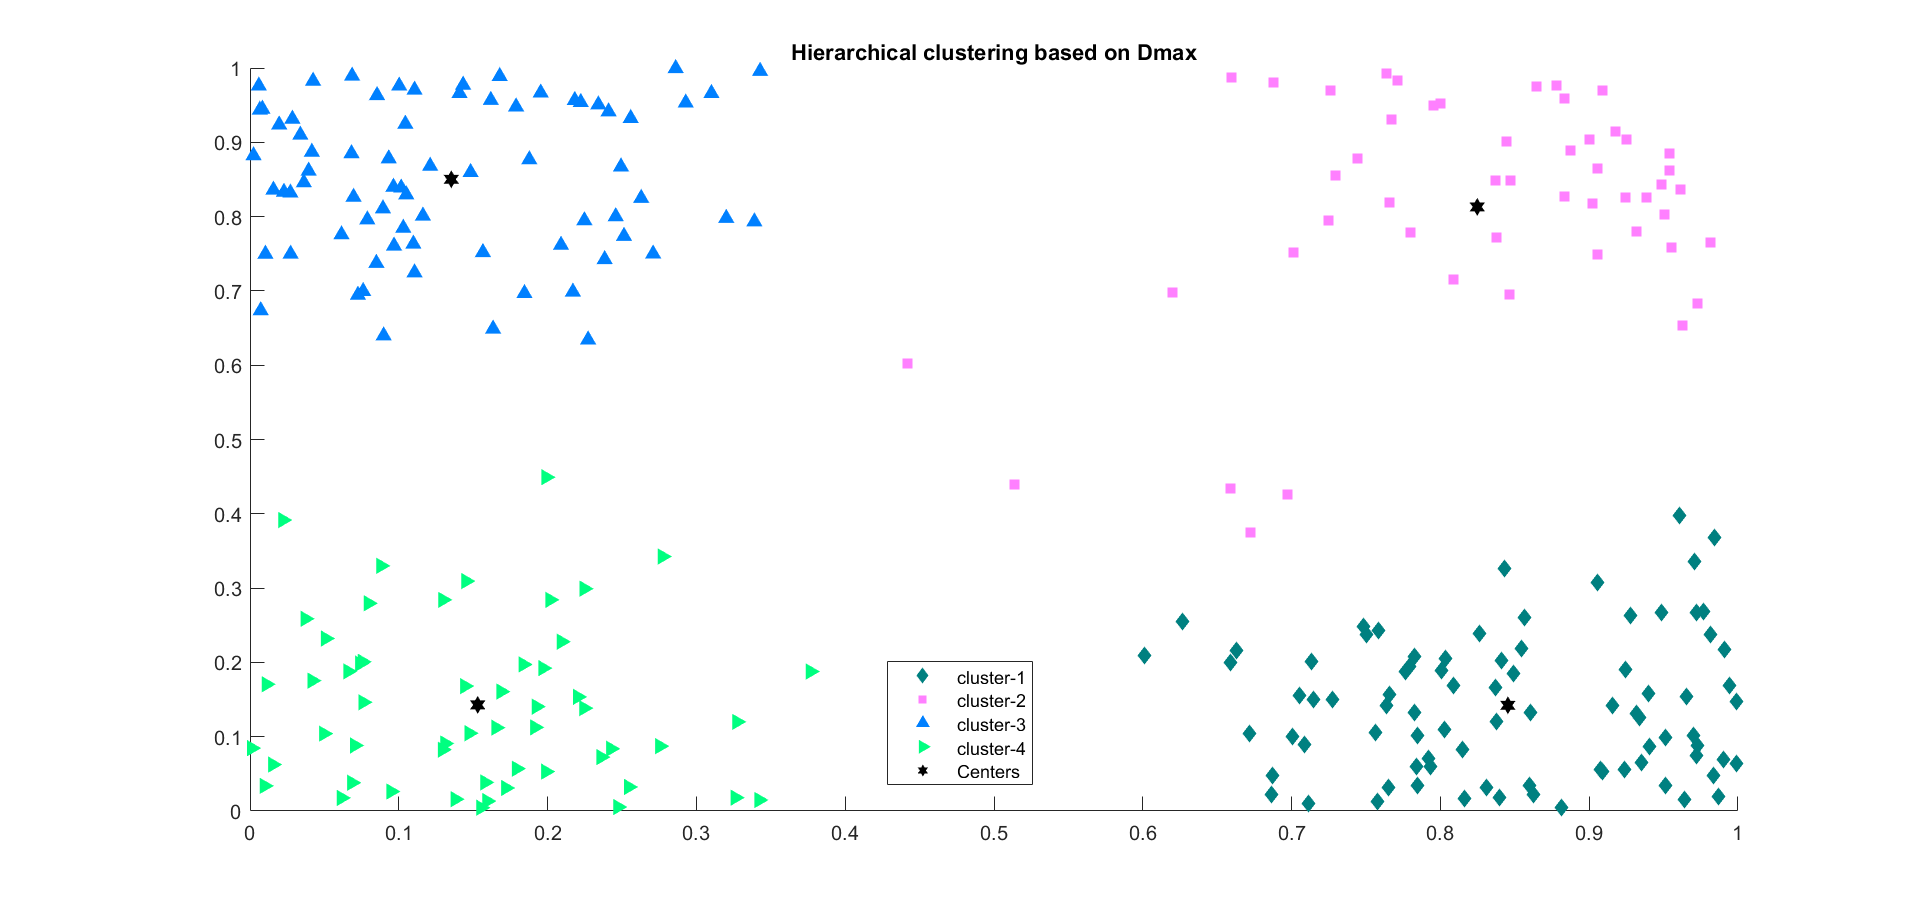 Hierarchical clustering based on Dmax
1
0.9
0.8
0.7
0.6
0.5
0.4
0.3
0.2
0.1
0
cluster-1
cluster-2
cluster-3
cluster-4
Centers
0 0.1 0.2 0.3 0.4 0.5 0.6 0.7 0.8 0.9 1